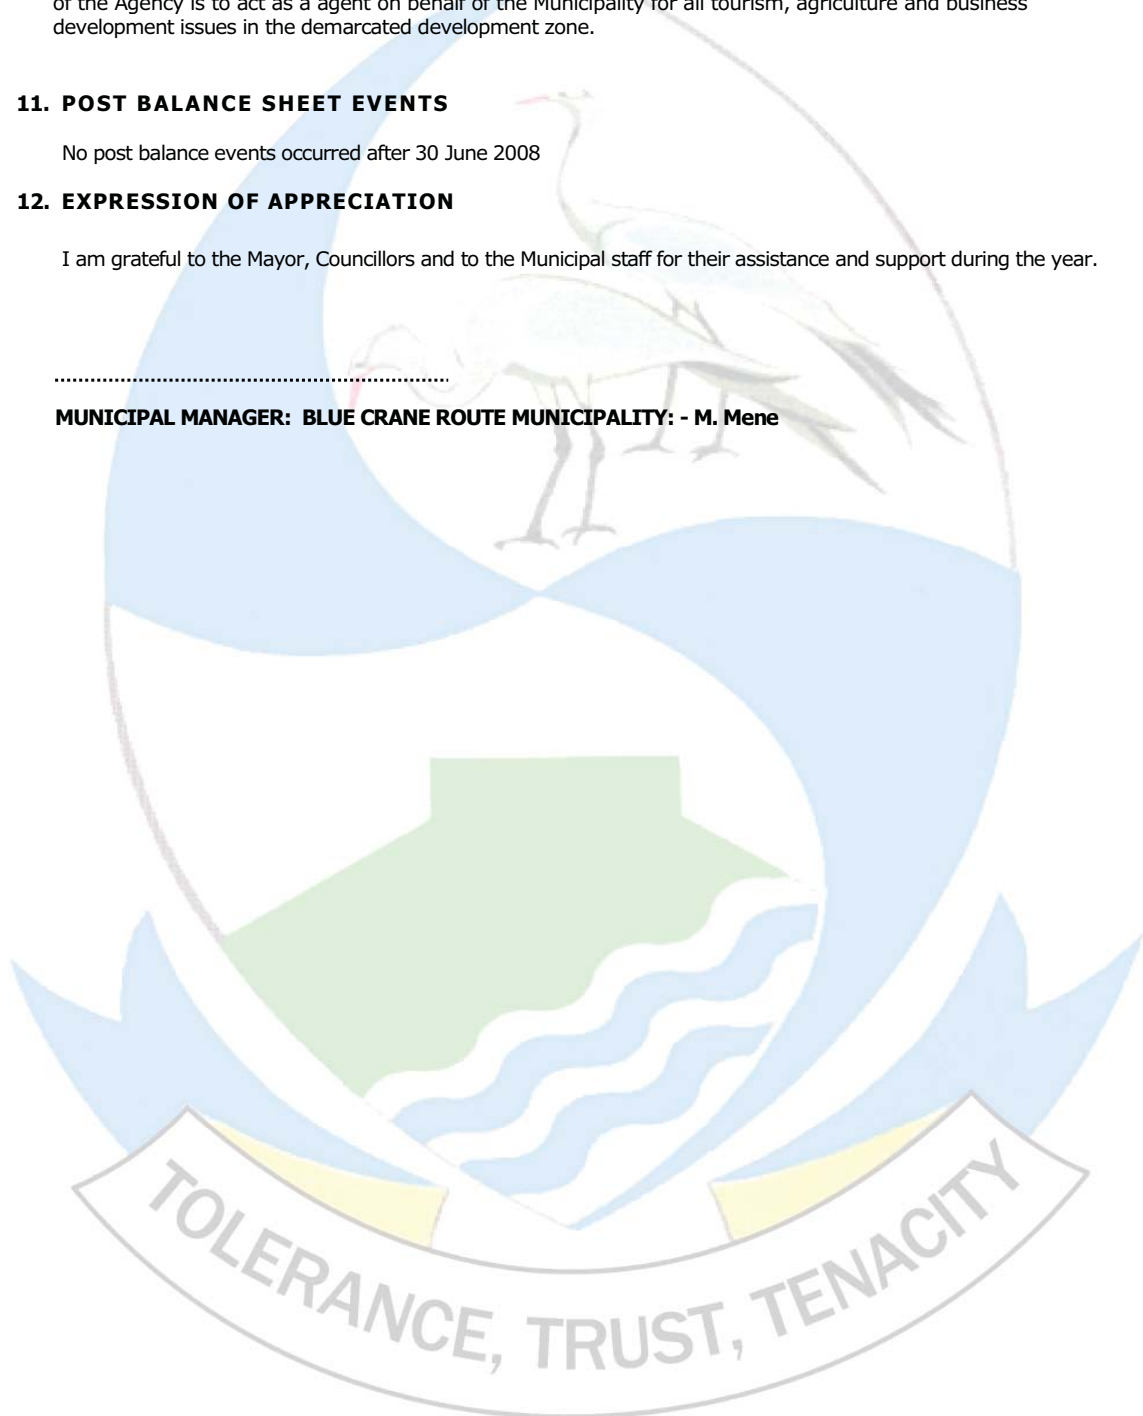 of the Agency is to act as a agent on behalf of the Municipality for all tourism, agriculture and business
development issues in the demarcated development zone.
11. POST BALANCE SHEET EVENTS
No post balance events occurred after 30 June 2008
12. EXPRESSION OF APPRECIATION
I am grateful to the Mayor, Councillors and to the Municipal staff for their assistance and support during the year.
MUNICIPAL MANAGER: BLUE CRANE ROUTE MUNICIPALITY: - M. Mene
TOLERANCE, TRUST, TENACITY